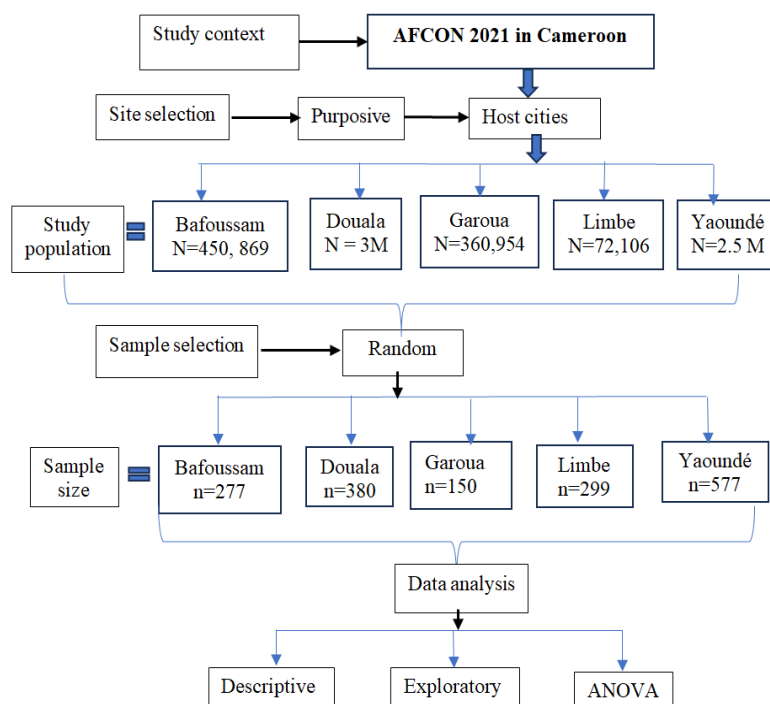 Study context
AFCON 2021 in Cameroon
Site selection
Purposive
Host cities
Study
population
Bafoussam
N=450, 869
Douala
N = 3M
Garoua
N=360,954
Limbe
N=72,106
Yaoundé
N=2.5 M
Sample selection
Random
Sample
size
Bafoussam
n=277
Douala
n=380
Garoua
n=150
Limbe
n=299
Yaoundé
n=577
Data analysis
Descriptive
Exploratory
ANOVA